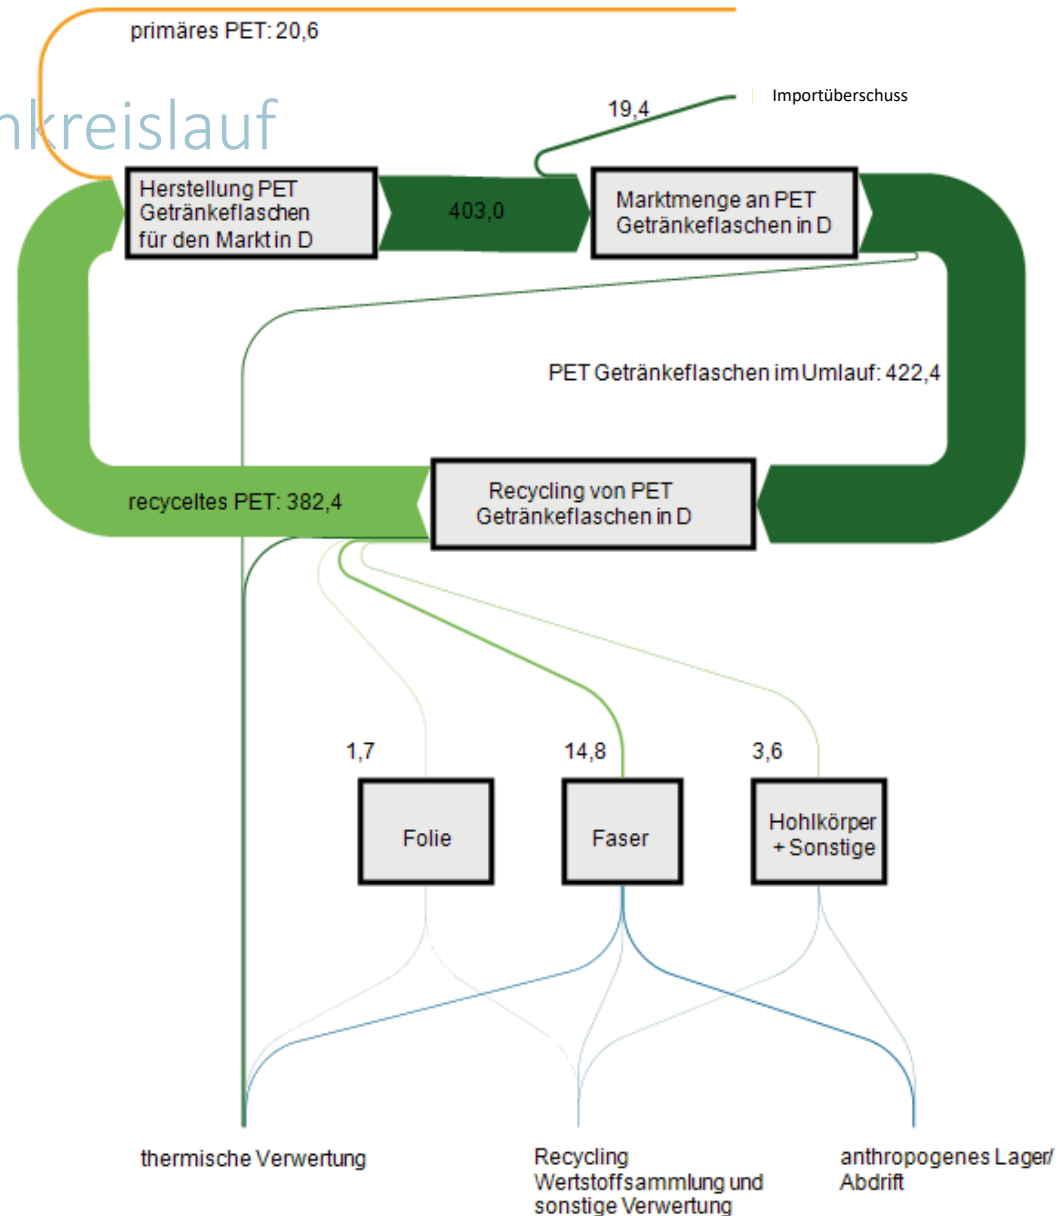 primäres PET: 20,6
Importüberschuss
19,4
nkreislauf
Herstellung PET
Getränkeflaschen
für den Markt in D
403,0
Marktmenge an PET
Getränkeflaschen in D
PET Getränkeflaschen im Umlauf: 422,4
recyceltes PET: 382,4
Recycling von PET
Getränkeflaschen in D
1,7
14,8
3,6
Folie
Faser
Hohlkörper
+ Sonstige
thermische Verwertung
Recycling
Wertstoffsammlung und
sonstige Verwertung
anthropogenes Lager/
Abdrift